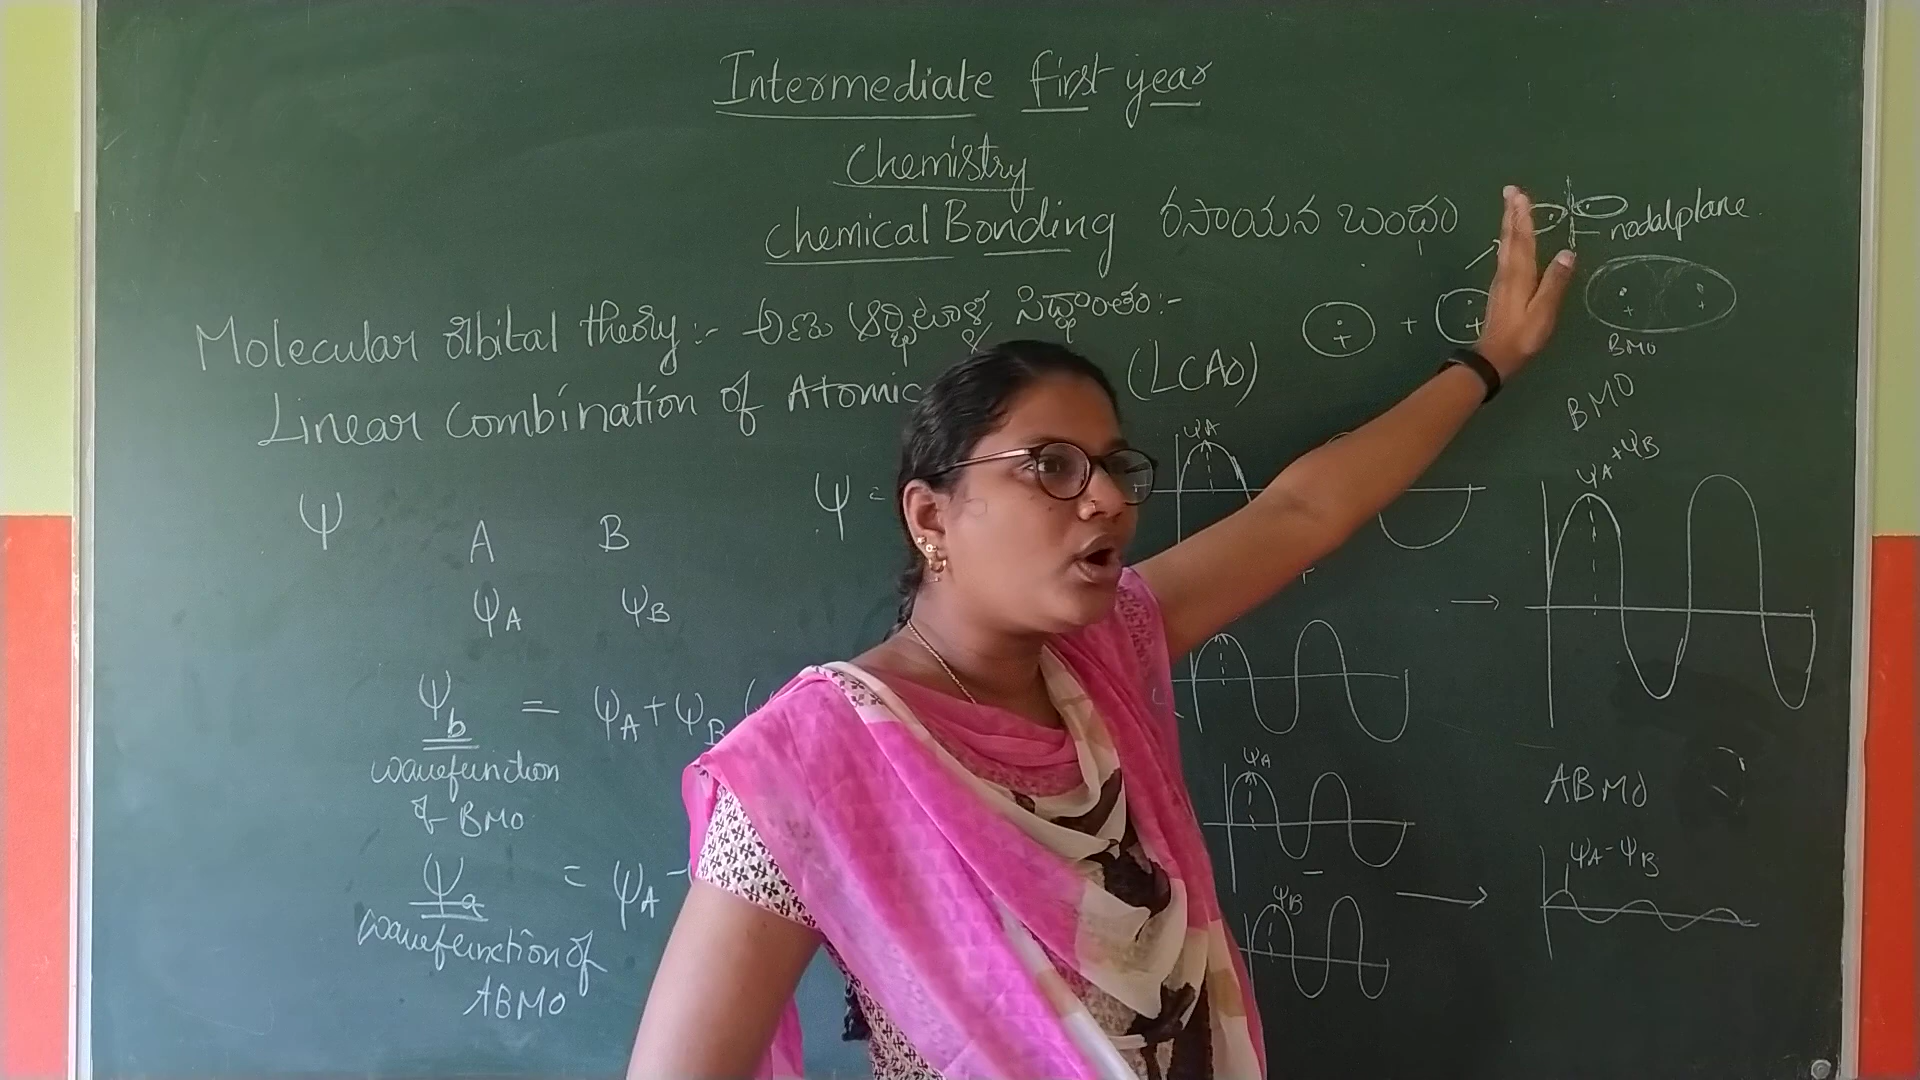 Intermediate first year
Chemistry
chemical Bonding రసాయన బంధం
nodalplane
Molecular orbital theory:- అణు ఆర్బిటాళ్ళ సిద్ధాంతం:-
+ + +
+ +
BMO
Linear combination of Atomic (LCAO)
BMO
ψA
ψA+ψB
ψ ψ =
A B
ψA ψB
ψb = ψA+ψB
wavefunction
of BMO
ψA
ABMO
ψA-ψB
ψa = ψA -
ψB
wavefunction of
ABMO